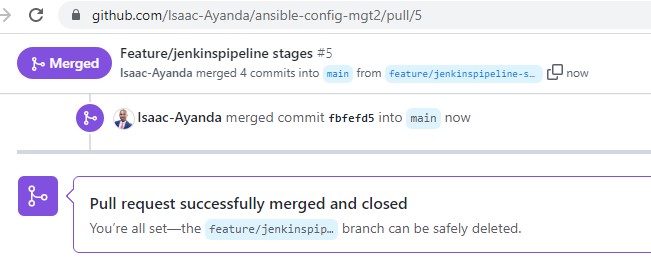 github.com/Isaac-Ayanda/ansible-config-mgt2/pull/5
Merged
Feature/jenkinspipeline stages #5
Isaac-Ayanda merged 4 commits into main from feature/jenkinspipeline-s… now
Isaac-Ayanda merged commit fbfefd5 into main now
Pull request successfully merged and closed
You're all set—the feature/jenkinspip… branch can be safely deleted.